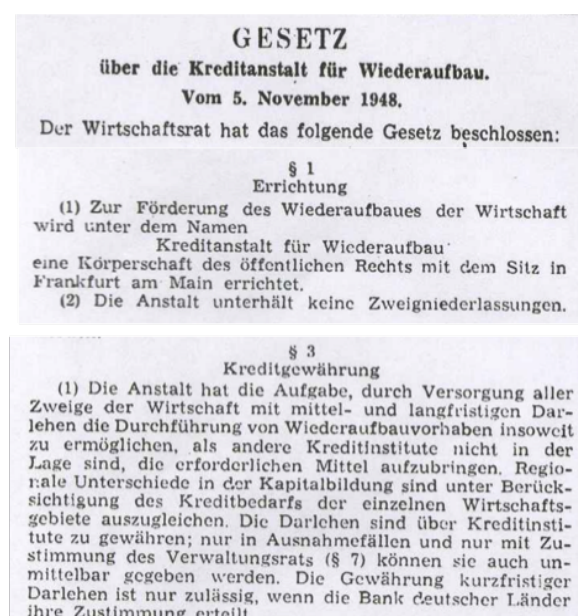 GESETZ
über die Kreditanstalt für Wiederaufbau.
Vom 5. November 1948.
Der Wirtschaftsrat hat das folgende Gesetz beschlossen:
§ 1
Errichtung
(1) Zur Förderung des Wiederaufbaues der Wirtschaft
wird unter dem Namen
Kreditanstalt für Wiederaufbau
eine Körperschaft des öffentlichen Rechts mit dem Sitz in
Frankfurt am Main errichtet.
(2) Die Anstalt unterhält keine Zweigniederlassungen.
§ 3
Kreditgewährung
(1) Die Anstalt hat die Aufgabe, durch Versorgung aller
Zweige der Wirtschaft mit mittel- und langfristigen Dar-
lehen die Durchführung von Wiederaufbauvorhaben insoweit
zu ermöglichen, als andere Kreditinstitute nicht in der
Lage sind, die erforderlichen Mittel aufzubringen. Regio-
nale Unterschiede in der Kapitalbildung sind unter Berück-
sichtigung des Kreditbedarfs der einzelnen Wirtschafts-
gebiete auszugleichen. Die Darlehen sind über Kreditinsti-
tute zu gewähren; nur in Ausnahmefällen und nur mit Zu-
stimmung des Verwaltungsrats (§ 7) können sie auch un-
mittelbar gegeben werden. Die Gewährung kurzfristiger
Darlehen ist nur zulässig, wenn die Bank deutscher Länder
ihre Zustimmung erteilt